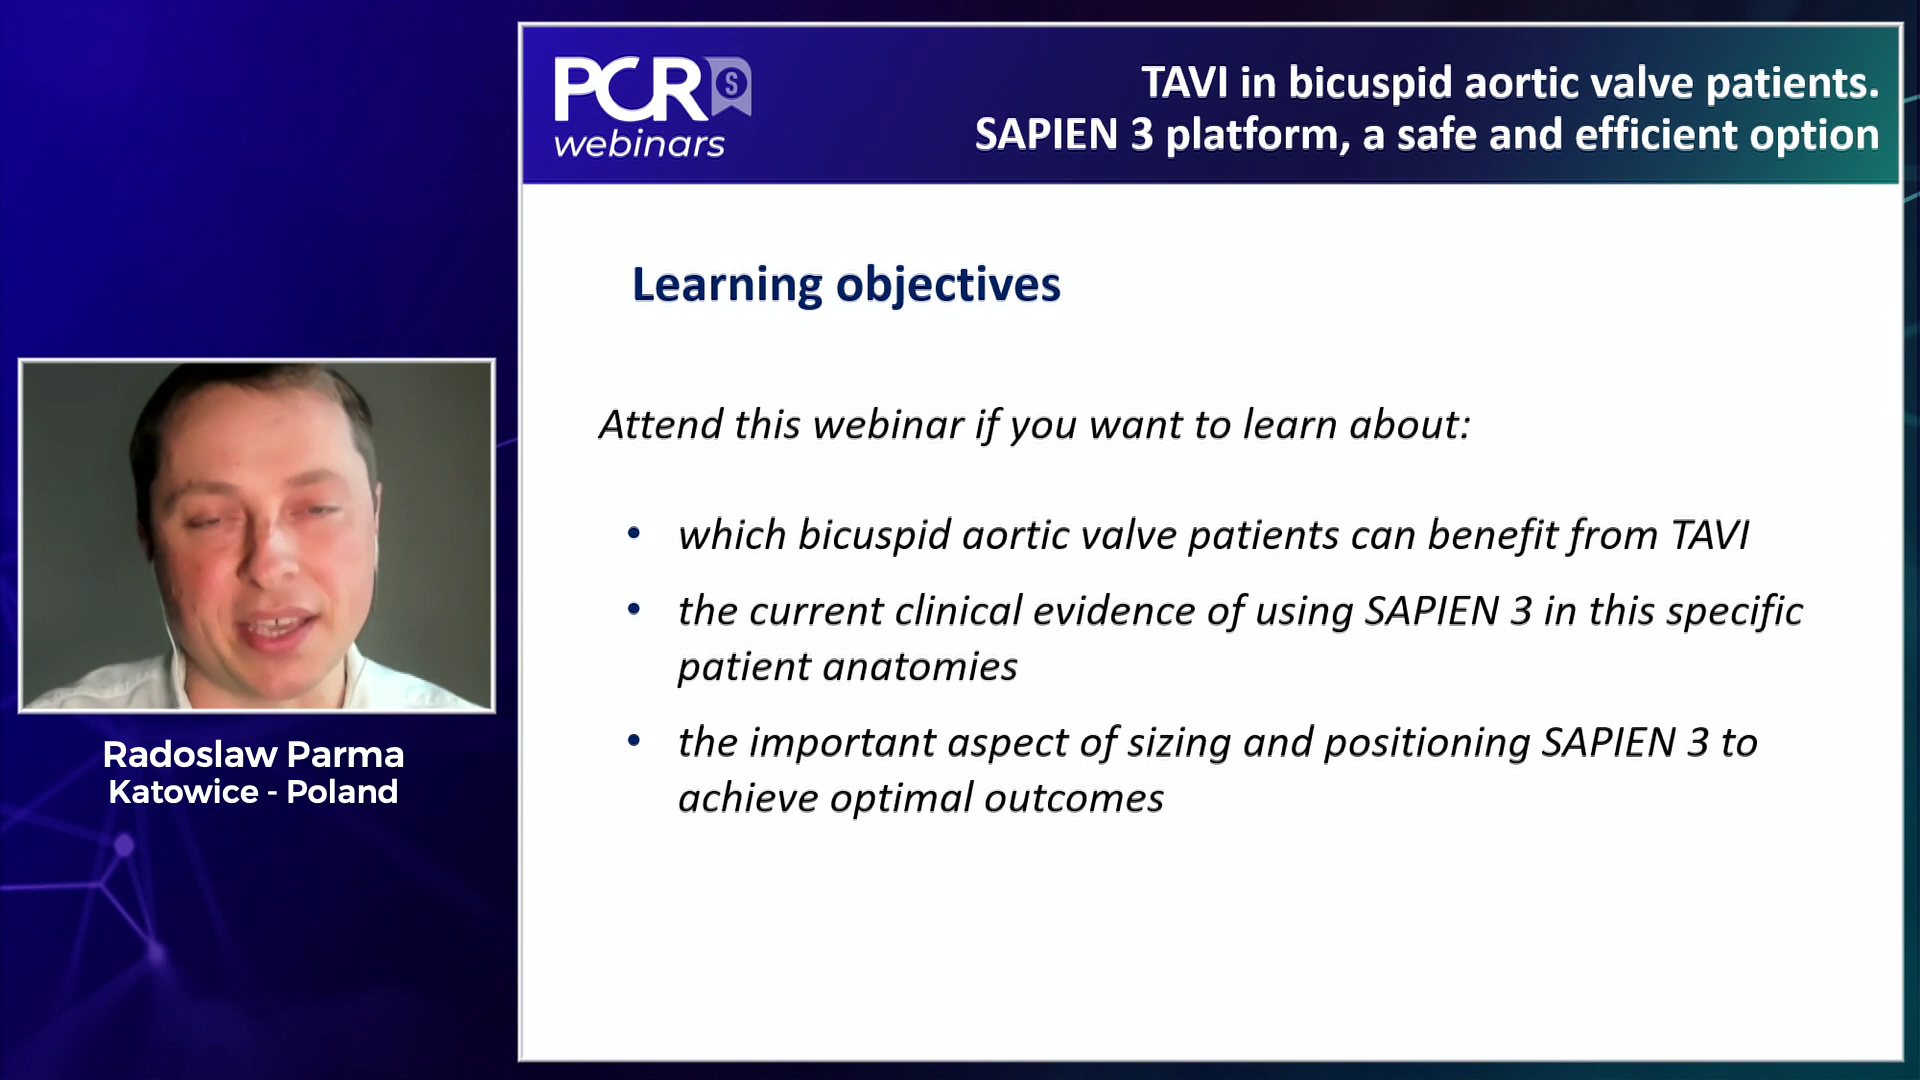 PCR S
webinars
TAVI in bicuspid aortic valve patients.
SAPIEN 3 platform, a safe and efficient option
Learning objectives
Attend this webinar if you want to learn about:
• which bicuspid aortic valve patients can benefit from TAVI
• the current clinical evidence of using SAPIEN 3 in this specific
patient anatomies
• the important aspect of sizing and positioning SAPIEN 3 to
achieve optimal outcomes
Radoslaw Parma
Katowice - Poland